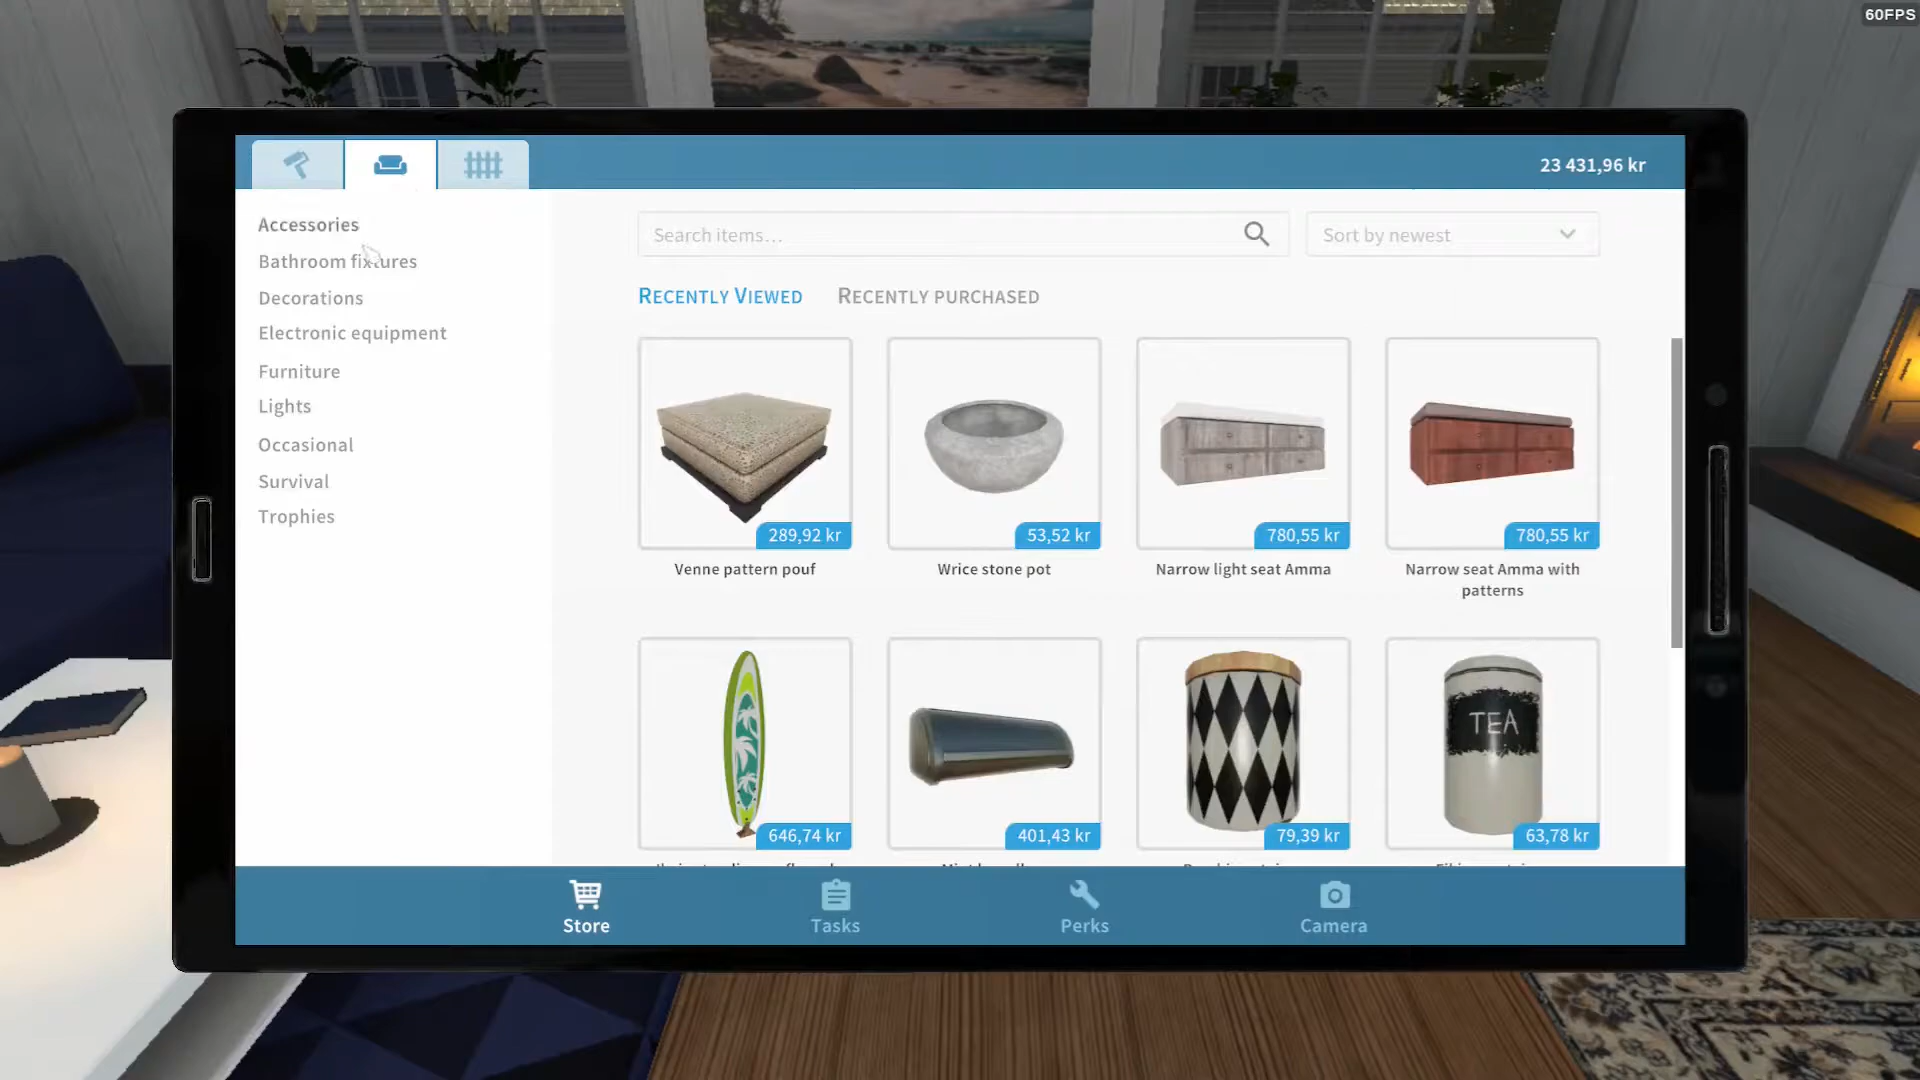 60FPS
23 431,96 kr
Accessories
Bathroom fixtures
Decorations
Electronic equipment
Furniture
Lights
Occasional
Survival
Trophies
Search items...
Sort by newest
RECENTLY VIEWED
RECENTLY PURCHASED
289,92 kr
53,52 kr
780,55 kr
780,55 kr
Venne pattern pouf
Wrice stone pot
Narrow light seat Amma
Narrow seat Amma with
patterns
TEA
646,74 kr
401,43 kr
79,39 kr
63,78 kr
Store
Tasks
Perks
Camera